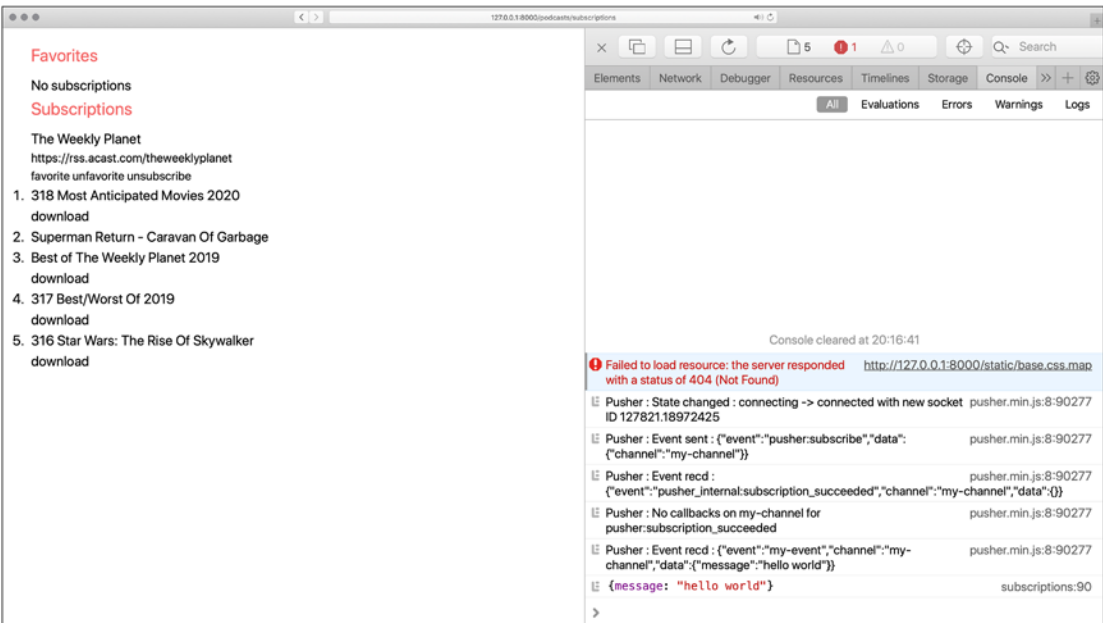 127.0.0.1:8000/podcasts/subscriptions
Favorites
No subscriptions
Subscriptions
The Weekly Planet
https://rss.acast.com/theweeklyplanet
favorite unfavorite unsubscribe
1. 318 Most Anticipated Movies 2020
download
2. Superman Return - Caravan Of Garbage
3. Best of The Weekly Planet 2019
download
4. 317 Best/Worst Of 2019
download
5. 316 Star Wars: The Rise Of Skywalker
download
5 1 0 Search
Elements Network Debugger Resources Timelines Storage Console
All Evaluations Errors Warnings Logs
Console cleared at 20:16:41
Failed to load resource: the server responded http://127.0.0.1:8000/static/base.css.map
with a status of 404 (Not Found)
Pusher : State changed : connecting -> connected with new socket pusher.min.js:8:90277
ID 127821.18972425
Pusher : Event sent : {"event":"pusher:subscribe","data": pusher.min.js:8:90277
{"channel":"my-channel"}}
Pusher : Event recd : pusher.min.js:8:90277
{"event":"pusher_internal:subscription_succeeded","channel":"my-channel","data":{}}
Pusher : No callbacks on my-channel for pusher.min.js:8:90277
pusher:subscription_succeeded
Pusher : Event recd : {"event":"my-event","channel":"my- pusher.min.js:8:90277
channel","data":{"message":"hello world"}}
{message: "hello world"} subscriptions:90